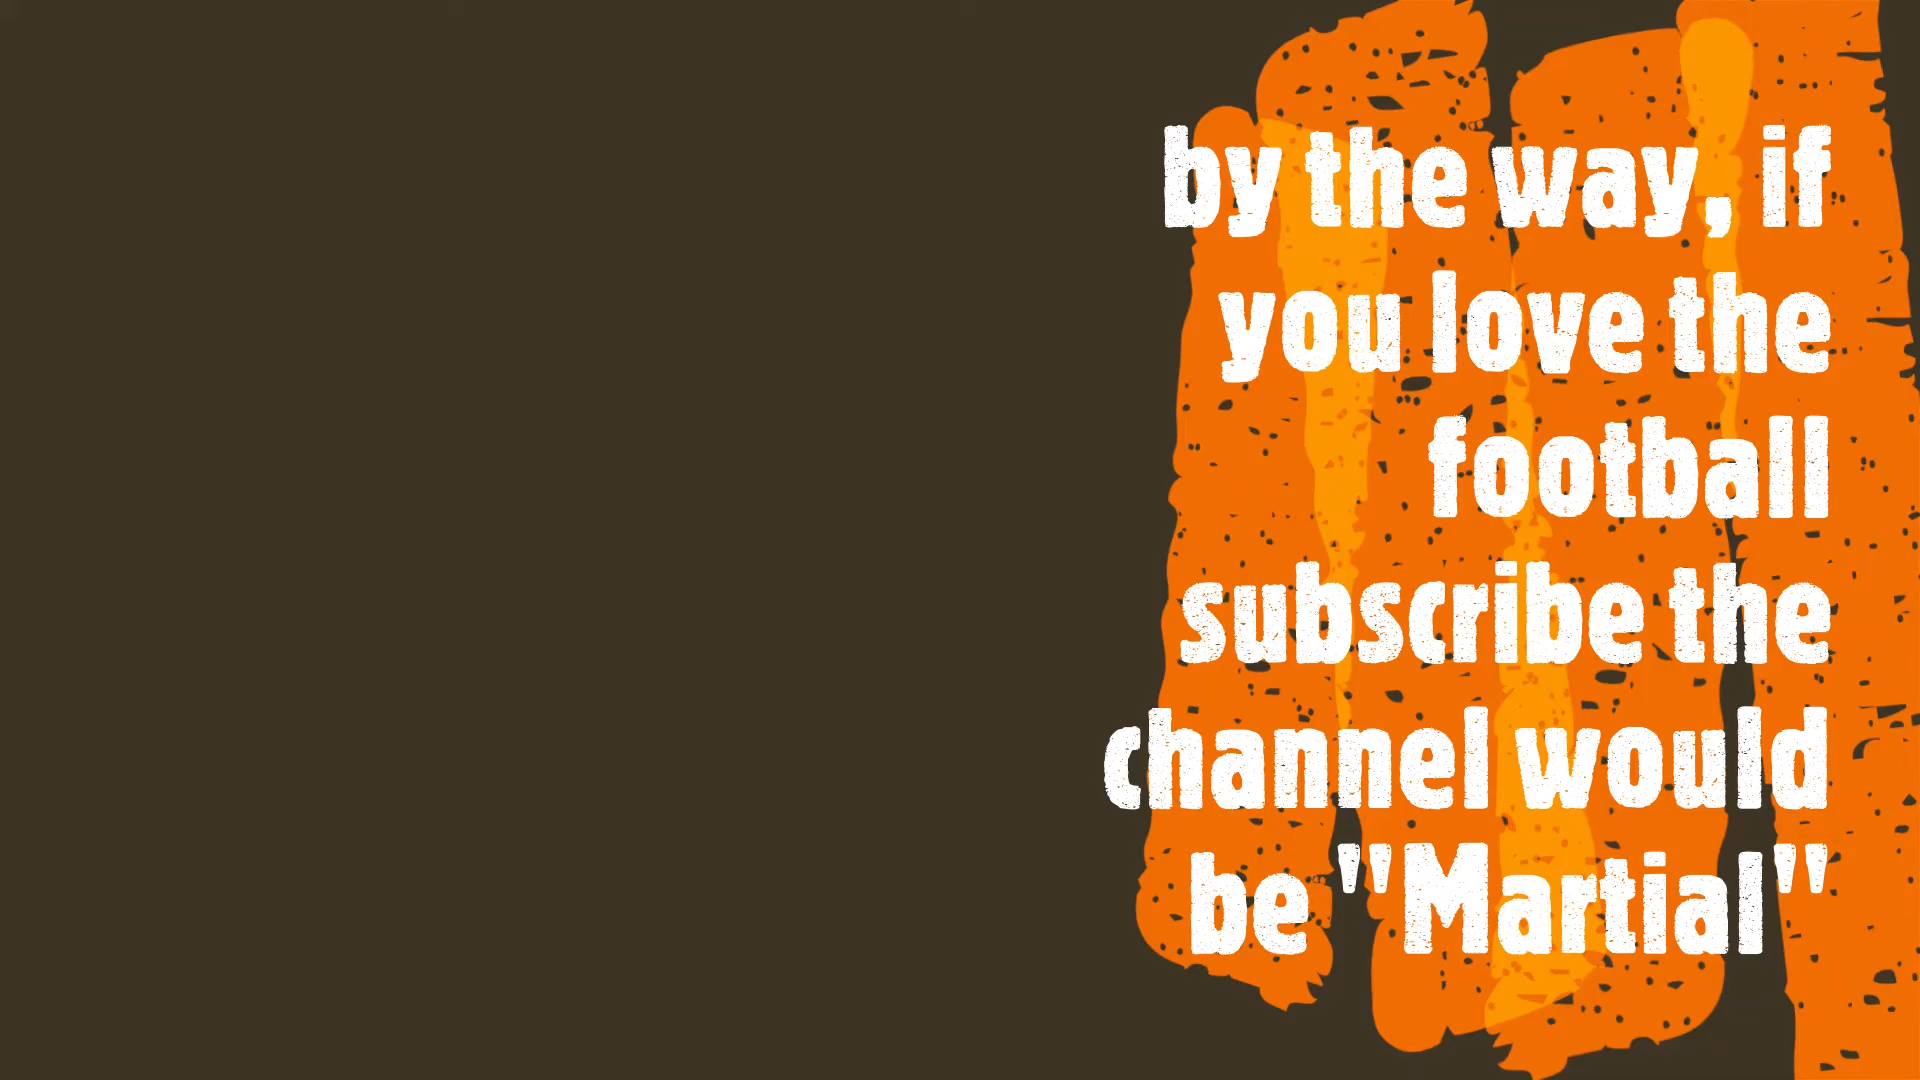 by the way, if
you love the
football
subscribe the
channel would
be "Martial"